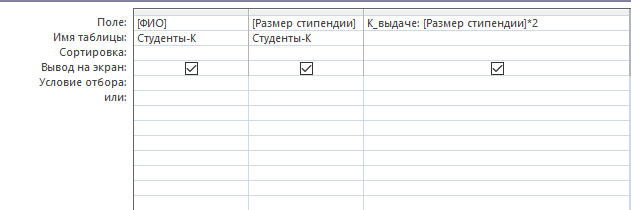 Поле: [ФИО] [Размер стипендии] К_выдаче: [Размер стипендии]*2
Имя таблицы: Студенты-К Студенты-К
Сортировка:
Вывод на экран:
Условие отбора:
или: